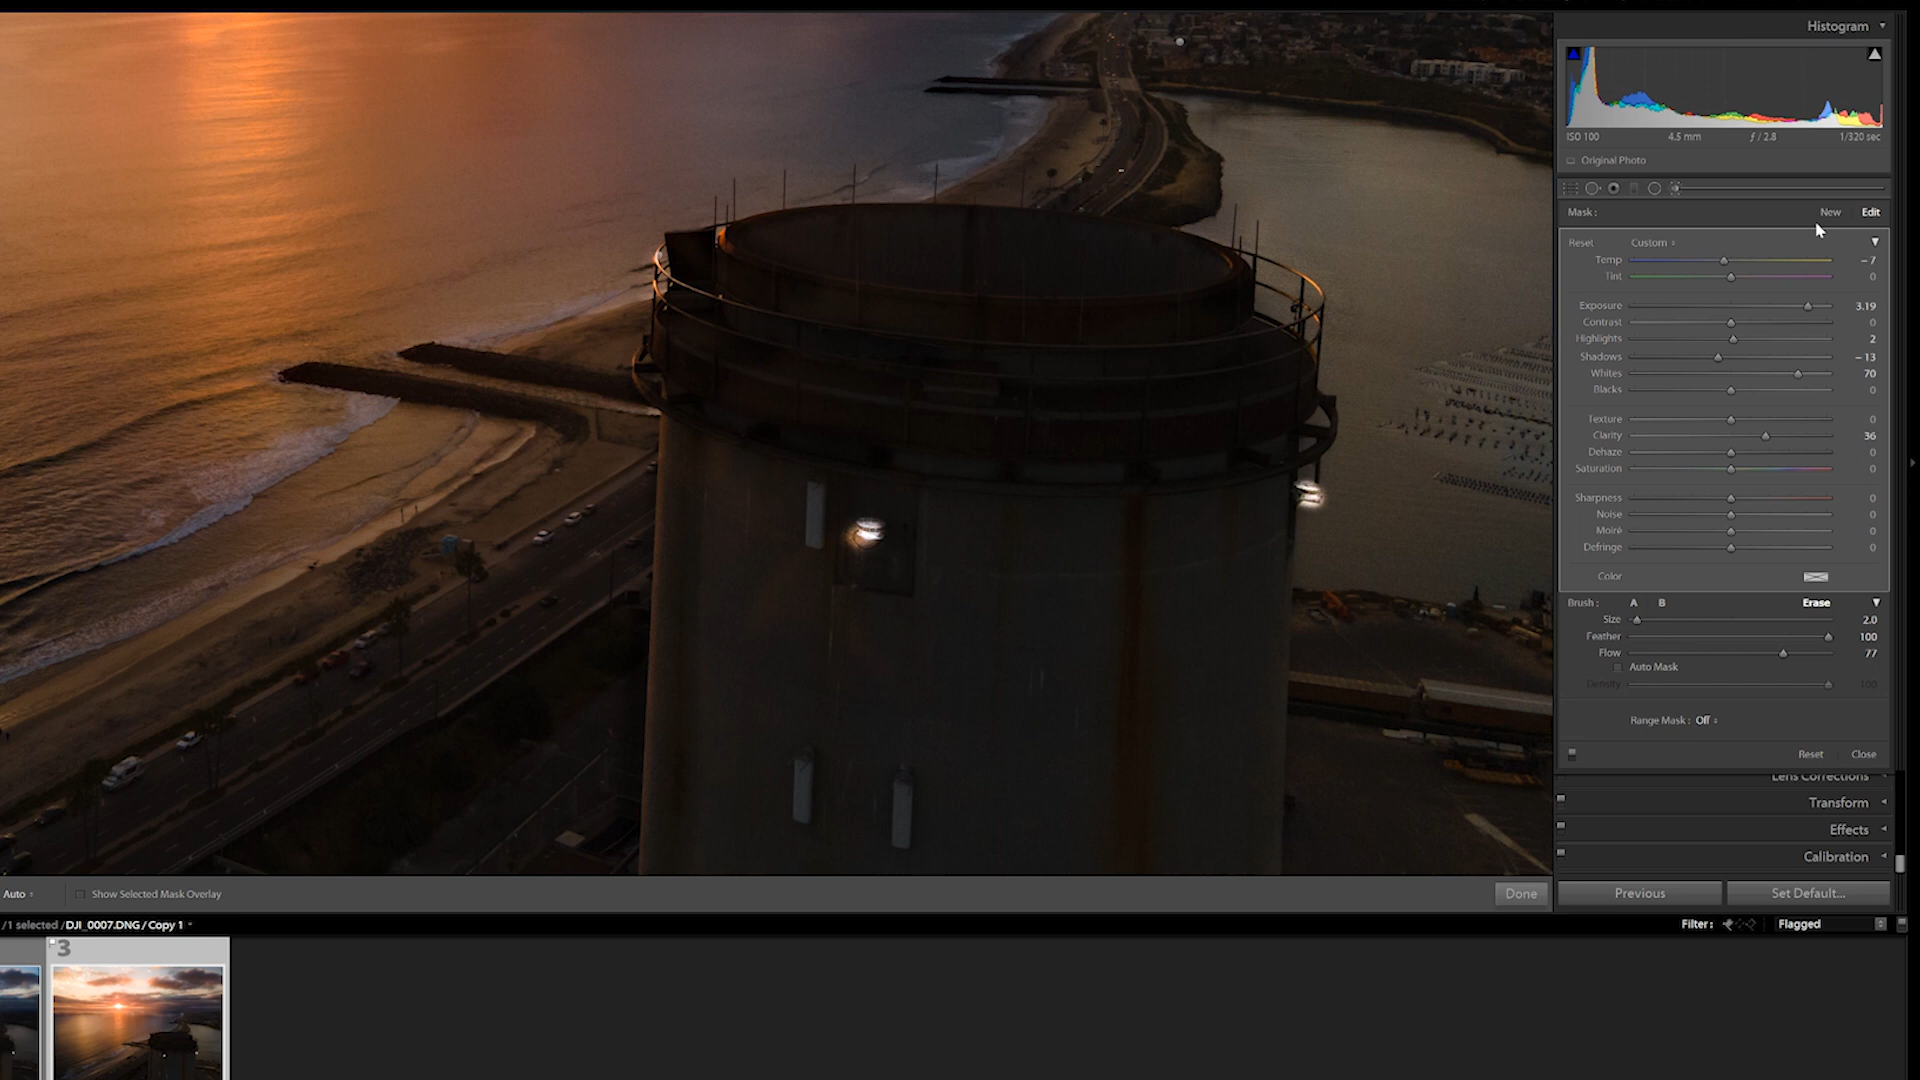 Histogram
ISO 100 4.5 mm ƒ / 2.8 1/320 sec
Original Photo
Mask : New Edit
Reset Custom
Temp – 7
Tint 0
Exposure 3.19
Contrast 0
Highlights 2
Shadows – 13
Whites 70
Blacks 0
Texture 0
Clarity 36
Dehaze 0
Saturation 0
Sharpness 0
Noise 0
Moiré 0
Defringe 0
Color
Brush : A B Erase
Size 2.0
Feather 100
Flow 77
Auto Mask
Density 100
Range Mask : Off
Reset Close
Lens Corrections
Transform
Effects
Calibration
Auto Show Selected Mask Overlay Done Previous Set Default...
/1 selected / DJI_0007.DNG / Copy 1 Filter : Flagged
3